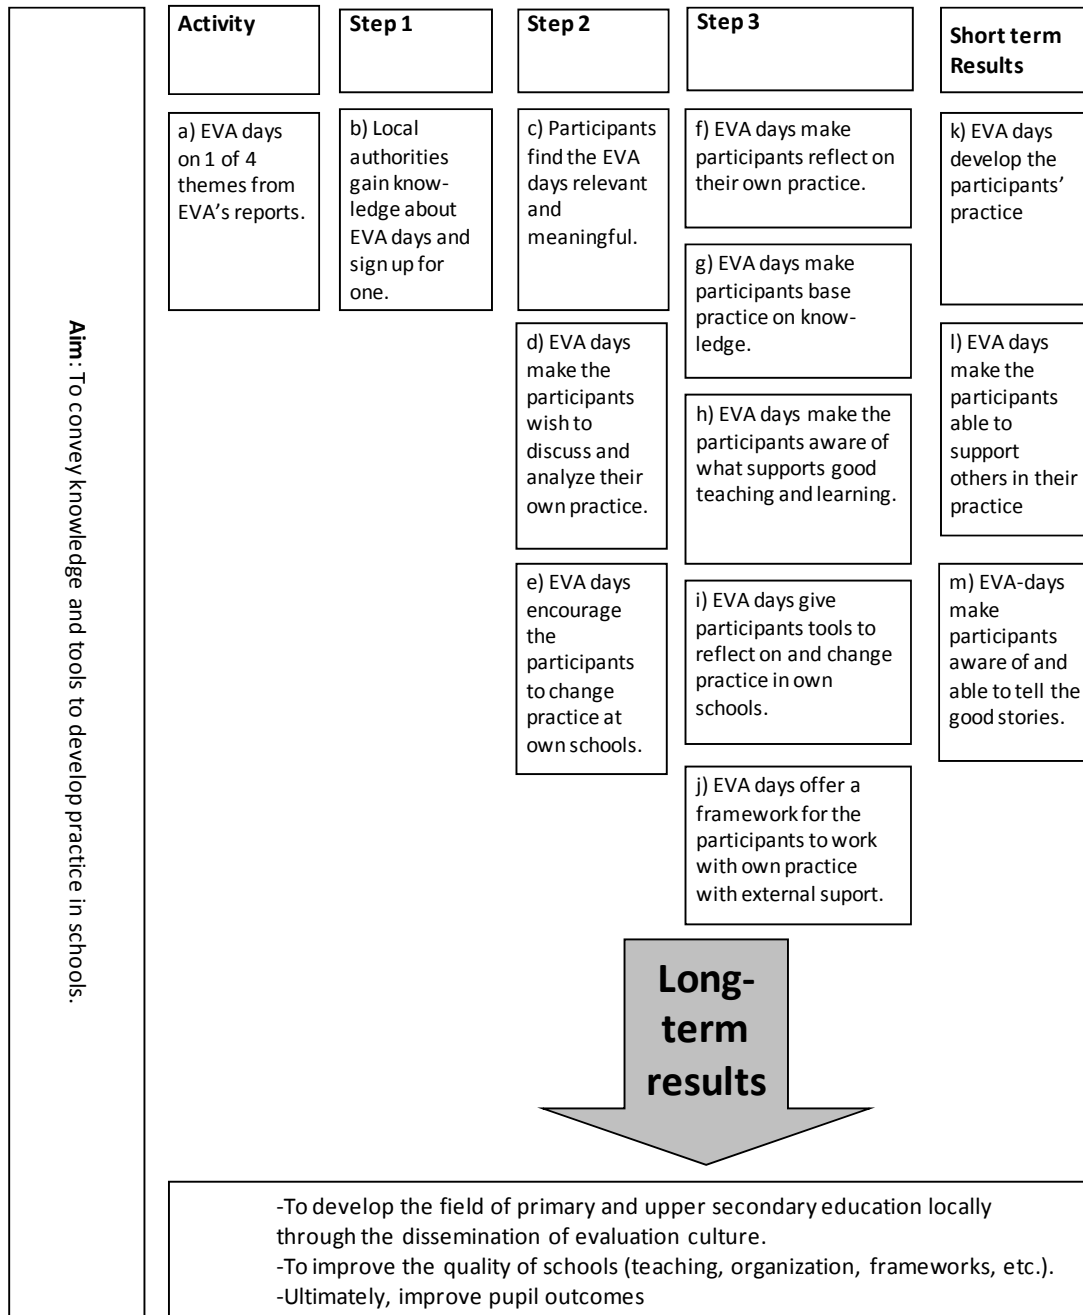 Aim: To convey knowledge and tools to develop practice in schools.
Activity
a) EVA days
on 1 of 4
themes from
EVA's reports.
Step 1
b) Local
authorities
gain know-
ledge about
EVA days and
sign up for
one.
Step 2
c) Participants
find the EVA
days relevant
and
meaningful.
d) EVA days
make the
participants
wish to
discuss and
analyze their
own practice.
e) EVA days
encourage
the
participants
to change
practice at
own schools.
Step 3
f) EVA days make
participants reflect on
their own practice.
g) EVA days make
participants base
practice on know-
ledge.
h) EVA days make the
participants aware of
what supports good
teaching and learning.
i) EVA days give
participants tools to
reflect on and change
practice in own
schools.
j) EVA days offer a
framework for the
participants to work
with own practice
with external suport.
Short term
Results
k) EVA days
develop the
participants'
practice
l) EVA days
make the
participants
able to
support
others in their
practice
m) EVA-days
make
participants
aware of and
able to tell the
good stories.
Long-
term
results
-To develop the field of primary and upper secondary education locally
through the dissemination of evaluation culture.
-To improve the quality of schools (teaching, organization, frameworks, etc.).
-Ultimately, improve pupil outcomes